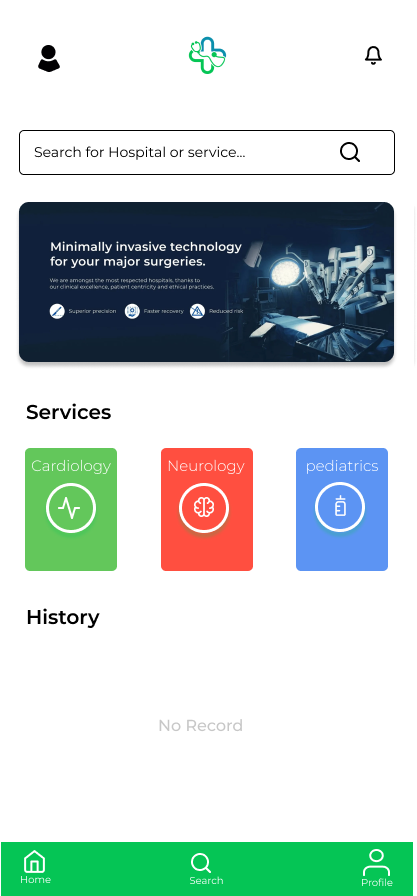 Search for Hospital or service...
Minimally invasive technology
for your major surgeries.
We are amongst the most respected hospitals, thanks to
our clinical excellence, patient centricity and ethical practices.
Superior precision
Faster recovery
Reduced risk
Services
Cardiology
Neurology
pediatrics
History
No Record
Home
Search
Profile